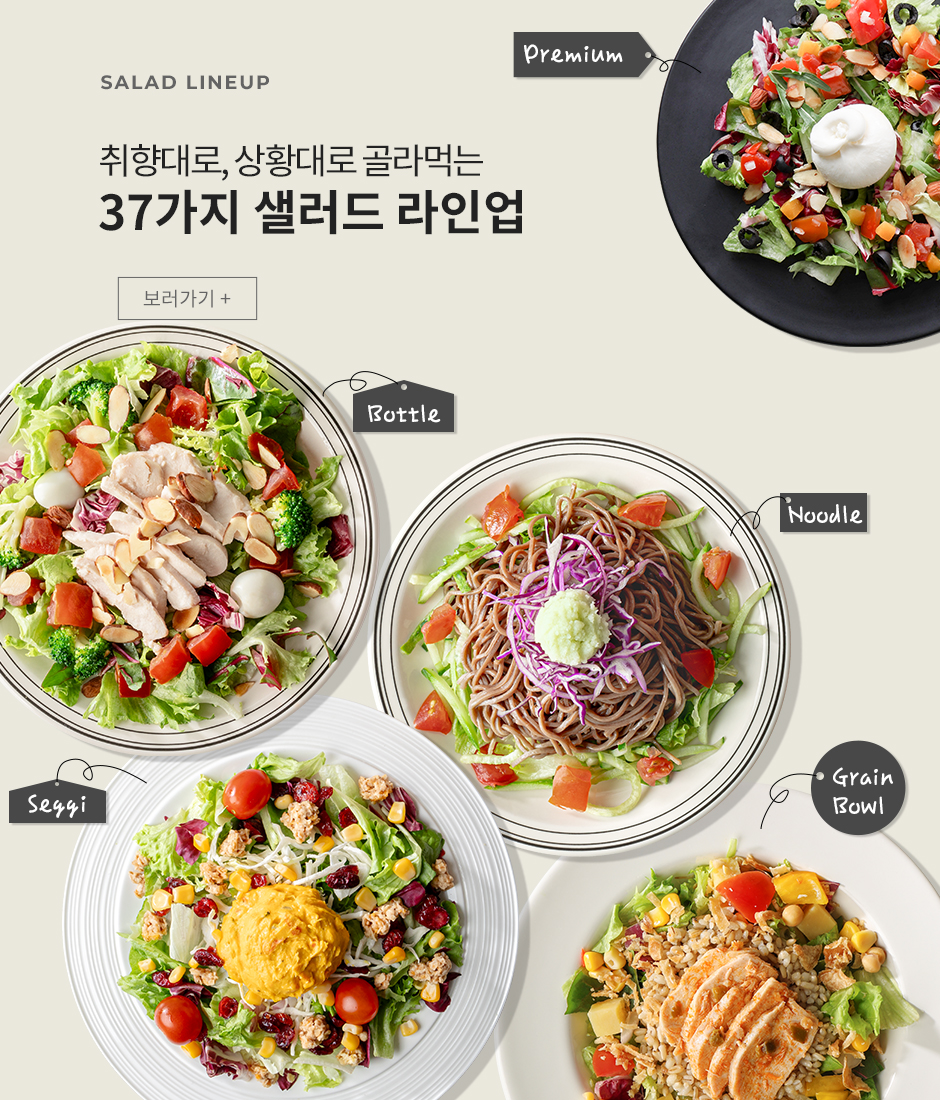 Premium
SALAD LINEUP
취향대로, 상황대로 골라먹는
37가지 샐러드 라인업
보러가기 +
Bottle
Noodle
Seggi
Grain
Bowl